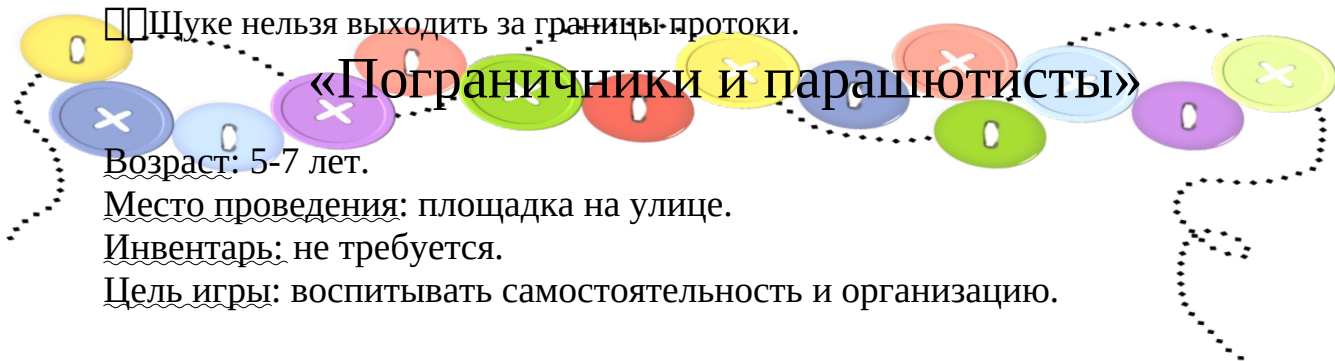 Щуке нельзя выходить за границы протоки.
«Пограничники и парашютисты»
Возраст: 5-7 лет.
Место проведения: площадка на улице.
Инвентарь: не требуется.
Цель игры: воспитывать самостоятельность и организацию.